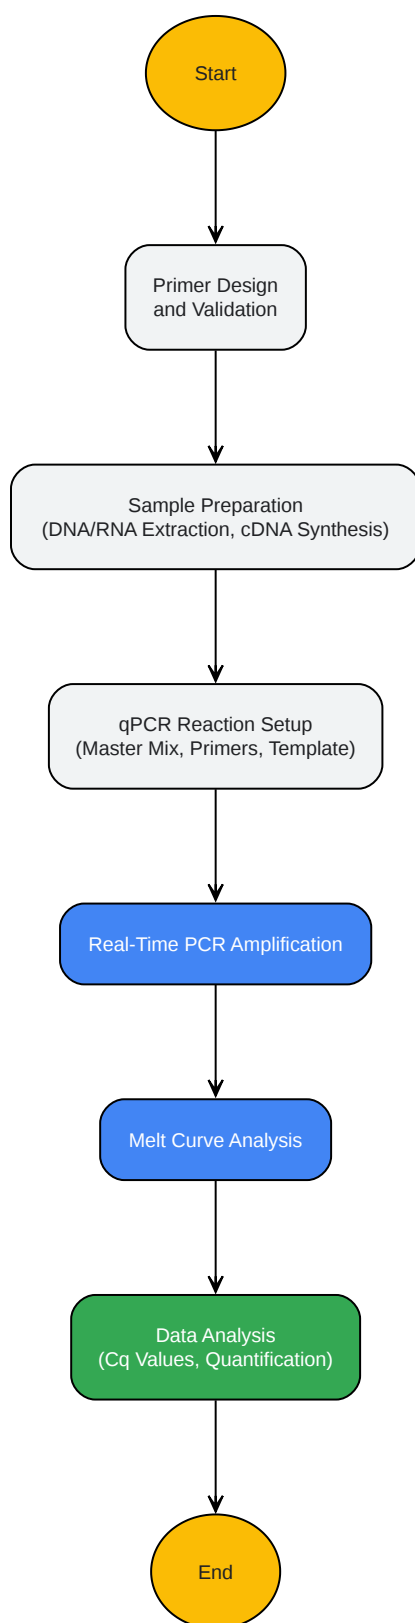 Start
Primer Design
and Validation
Sample Preparation
(DNA/RNA Extraction, cDNA Synthesis)
qPCR Reaction Setup
(Master Mix, Primers, Template)
Real-Time PCR Amplification
Melt Curve Analysis
Data Analysis
(Cq Values, Quantification)
End